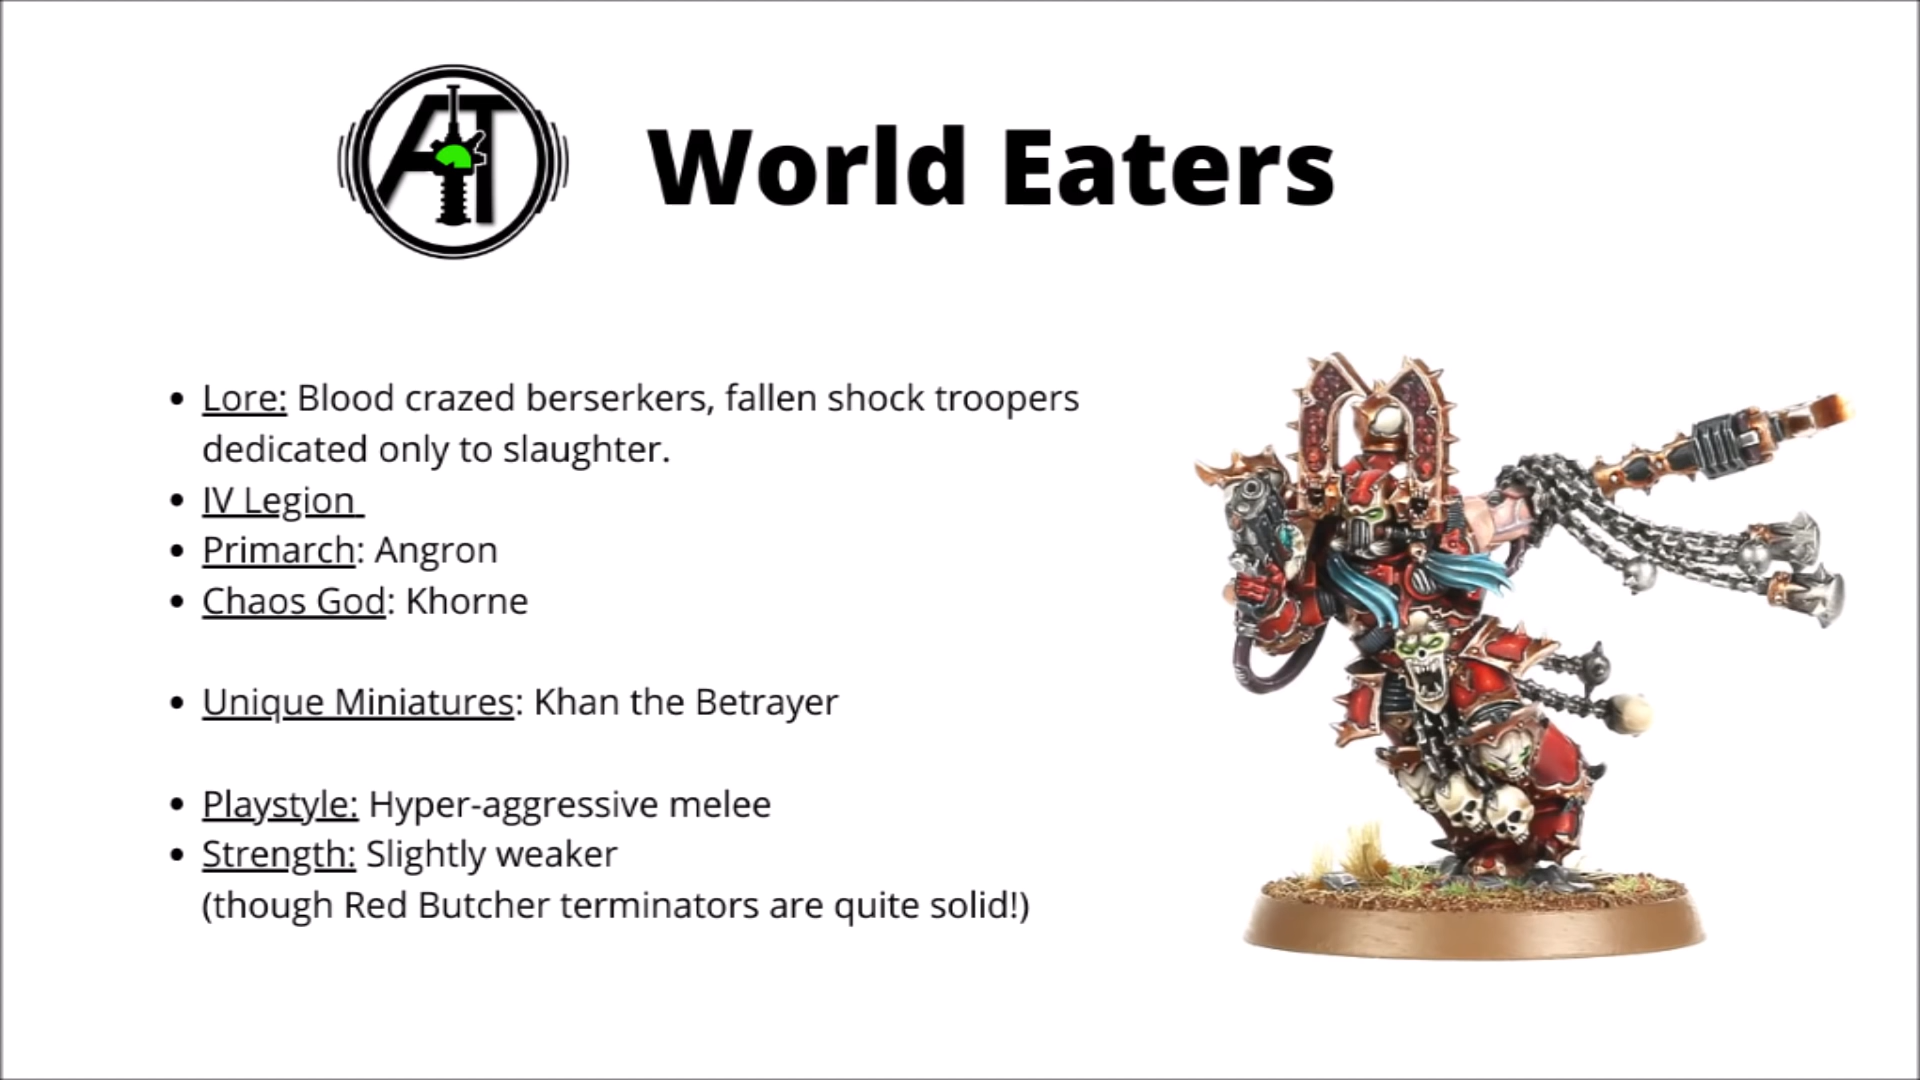 AT
World Eaters
• Lore: Blood crazed berserkers, fallen shock troopers
dedicated only to slaughter.
• IV Legion
• Primarch: Angron
• Chaos God: Khorne
• Unique Miniatures: Khan the Betrayer
• Playstyle: Hyper-aggressive melee
• Strength: Slightly weaker
(though Red Butcher terminators are quite solid!)